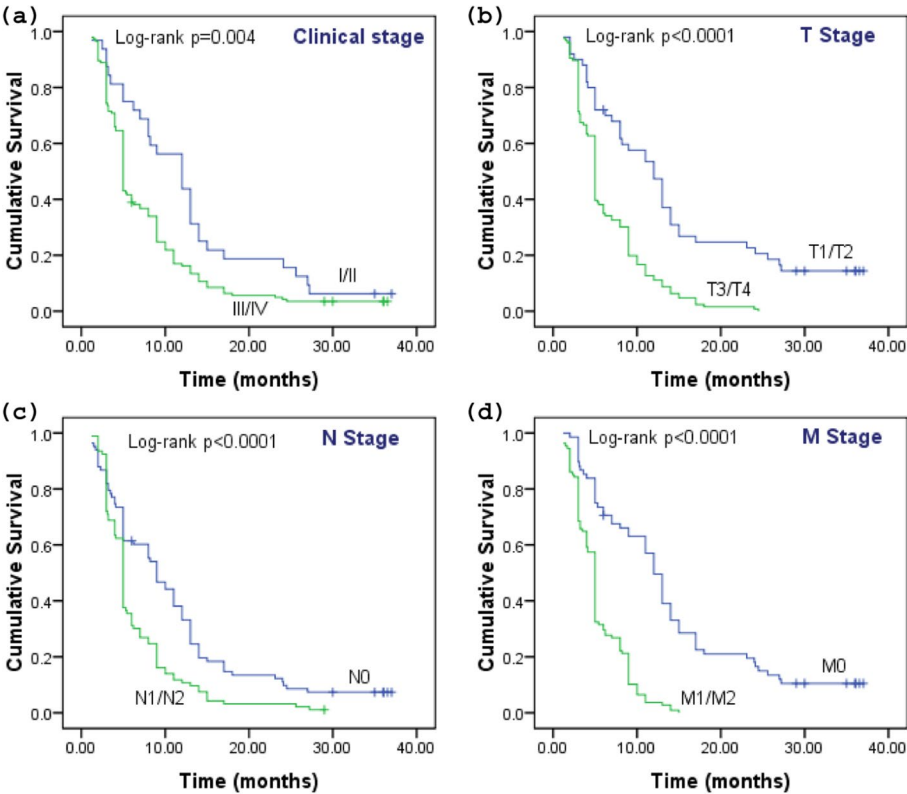 (a)
Log-rank p=0.004
Clinical stage
Cumulative Survival
1.0
0.8
0.6
0.4
0.2
0.0
I/II
III/IV
0.00 10.00 20.00 30.00 40.00
Time (months)
(b)
Log-rank p<0.0001
T Stage
Cumulative Survival
1.0
0.8
0.6
0.4
0.2
0.0
T1/T2
T3/T4
0.00 10.00 20.00 30.00 40.00
Time (months)
(c)
Log-rank p<0.0001
N Stage
Cumulative Survival
1.0
0.8
0.6
0.4
0.2
0.0
N0
N1/N2
0.00 10.00 20.00 30.00 40.00
Time (months)
(d)
Log-rank p<0.0001
M Stage
Cumulative Survival
1.0
0.8
0.6
0.4
0.2
0.0
M0
M1/M2
0.00 10.00 20.00 30.00 40.00
Time (months)